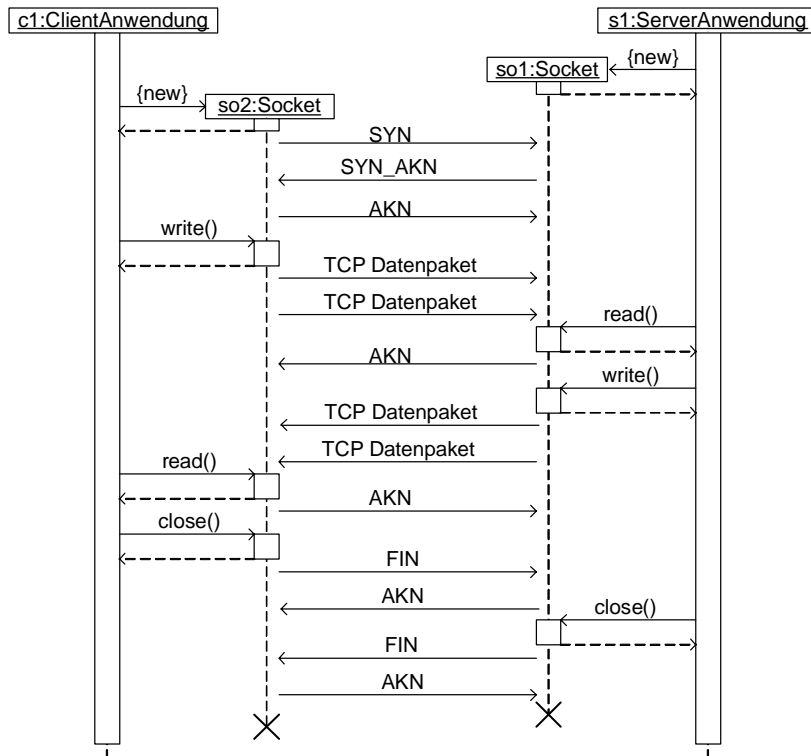 c1:ClientAnwendung
s1:ServerAnwendung
{new}
so1:Socket
{new}
so2:Socket
SYN
SYN_AKN
AKN
write()
TCP Datenpaket
TCP Datenpaket
read()
AKN
write()
TCP Datenpaket
TCP Datenpaket
read()
AKN
close()
FIN
AKN
close()
FIN
AKN